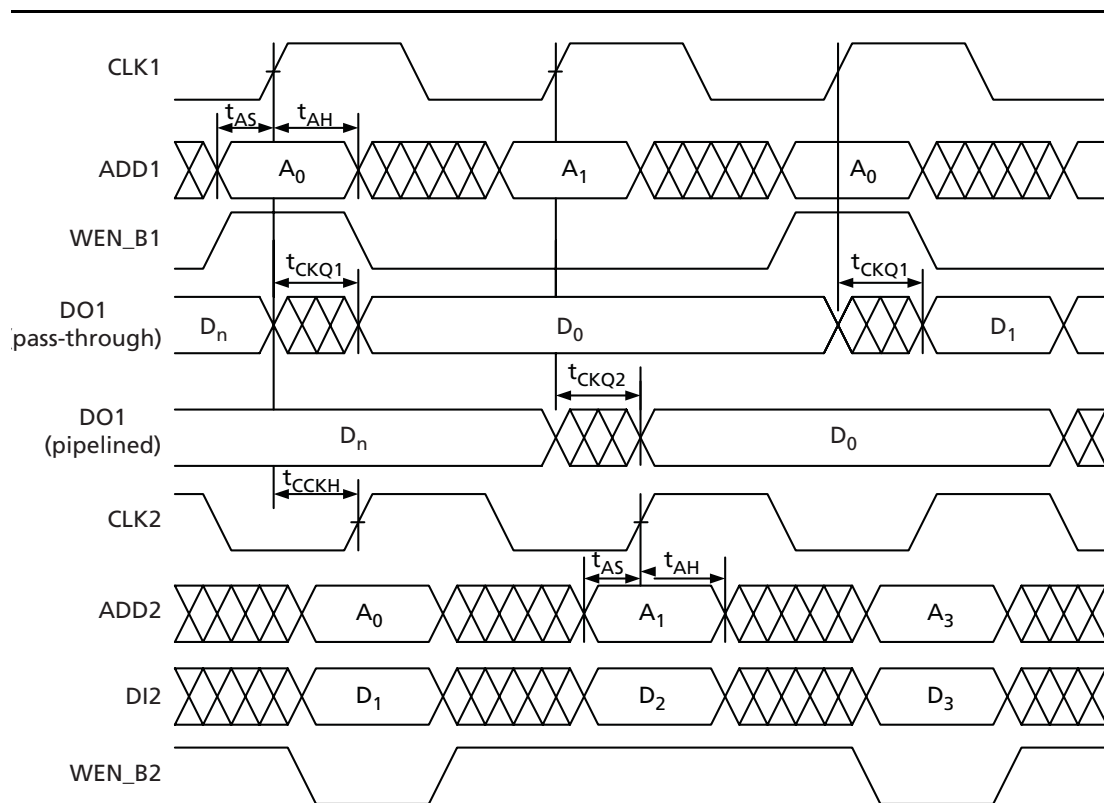 CLK1
tAS tAH
ADD1 A0 A1 A0
WEN_B1
tCKQ1 tCKQ1
DO1
(pass-through) Dn D0 D1
tCKQ2
DO1
(pipelined) Dn D0
tCCKH
CLK2
tAS tAH
ADD2 A0 A1 A3
DI2 D1 D2 D3
WEN_B2